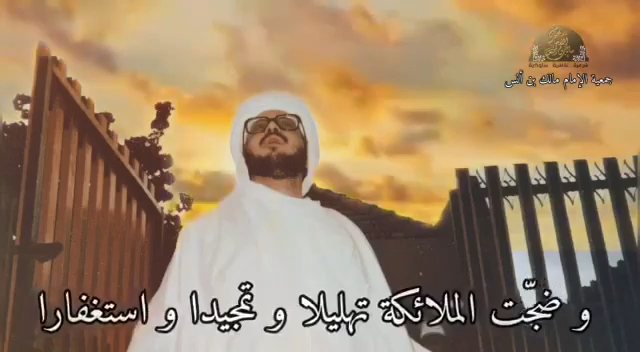 جمعية الإمام مالك بن أنس
و ضجّت الملائكة تهليلا و تمجيدا و استغفارا